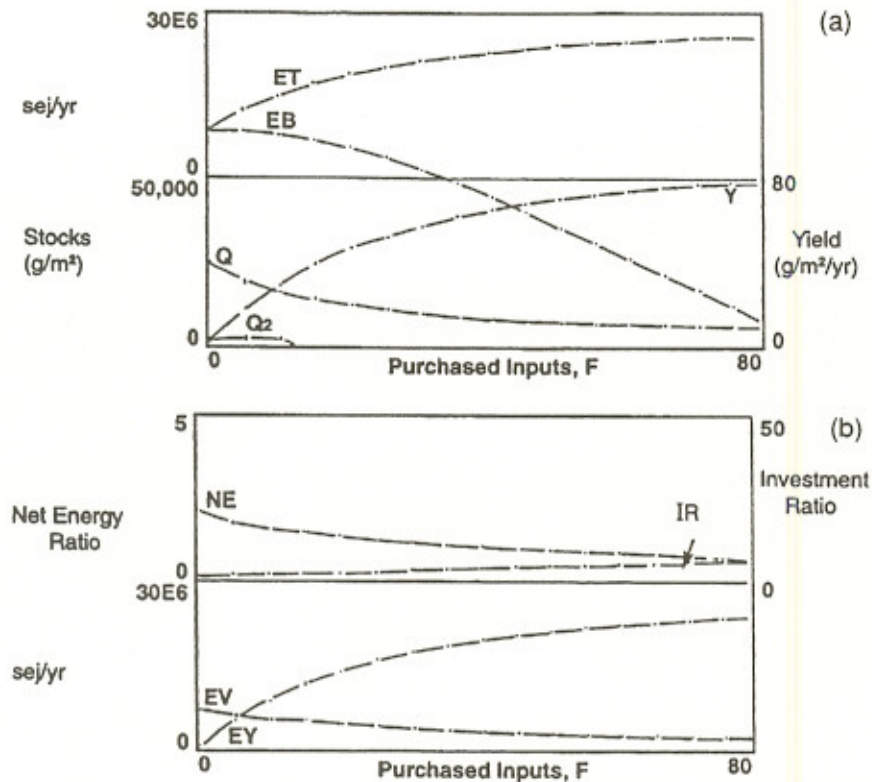 30E6
(a)
ET
sej/yr
EB
0
50,000
80
Y
Stocks
(g/m²)
Yield
(g/m²/yr)
Q
Q2
0
0
0
80
Purchased Inputs, F
5
50
(b)
NE
Investment
Ratio
Net Energy
Ratio
IR
0
30E6
0
sej/yr
EV
EY
0
0
80
Purchased Inputs, F